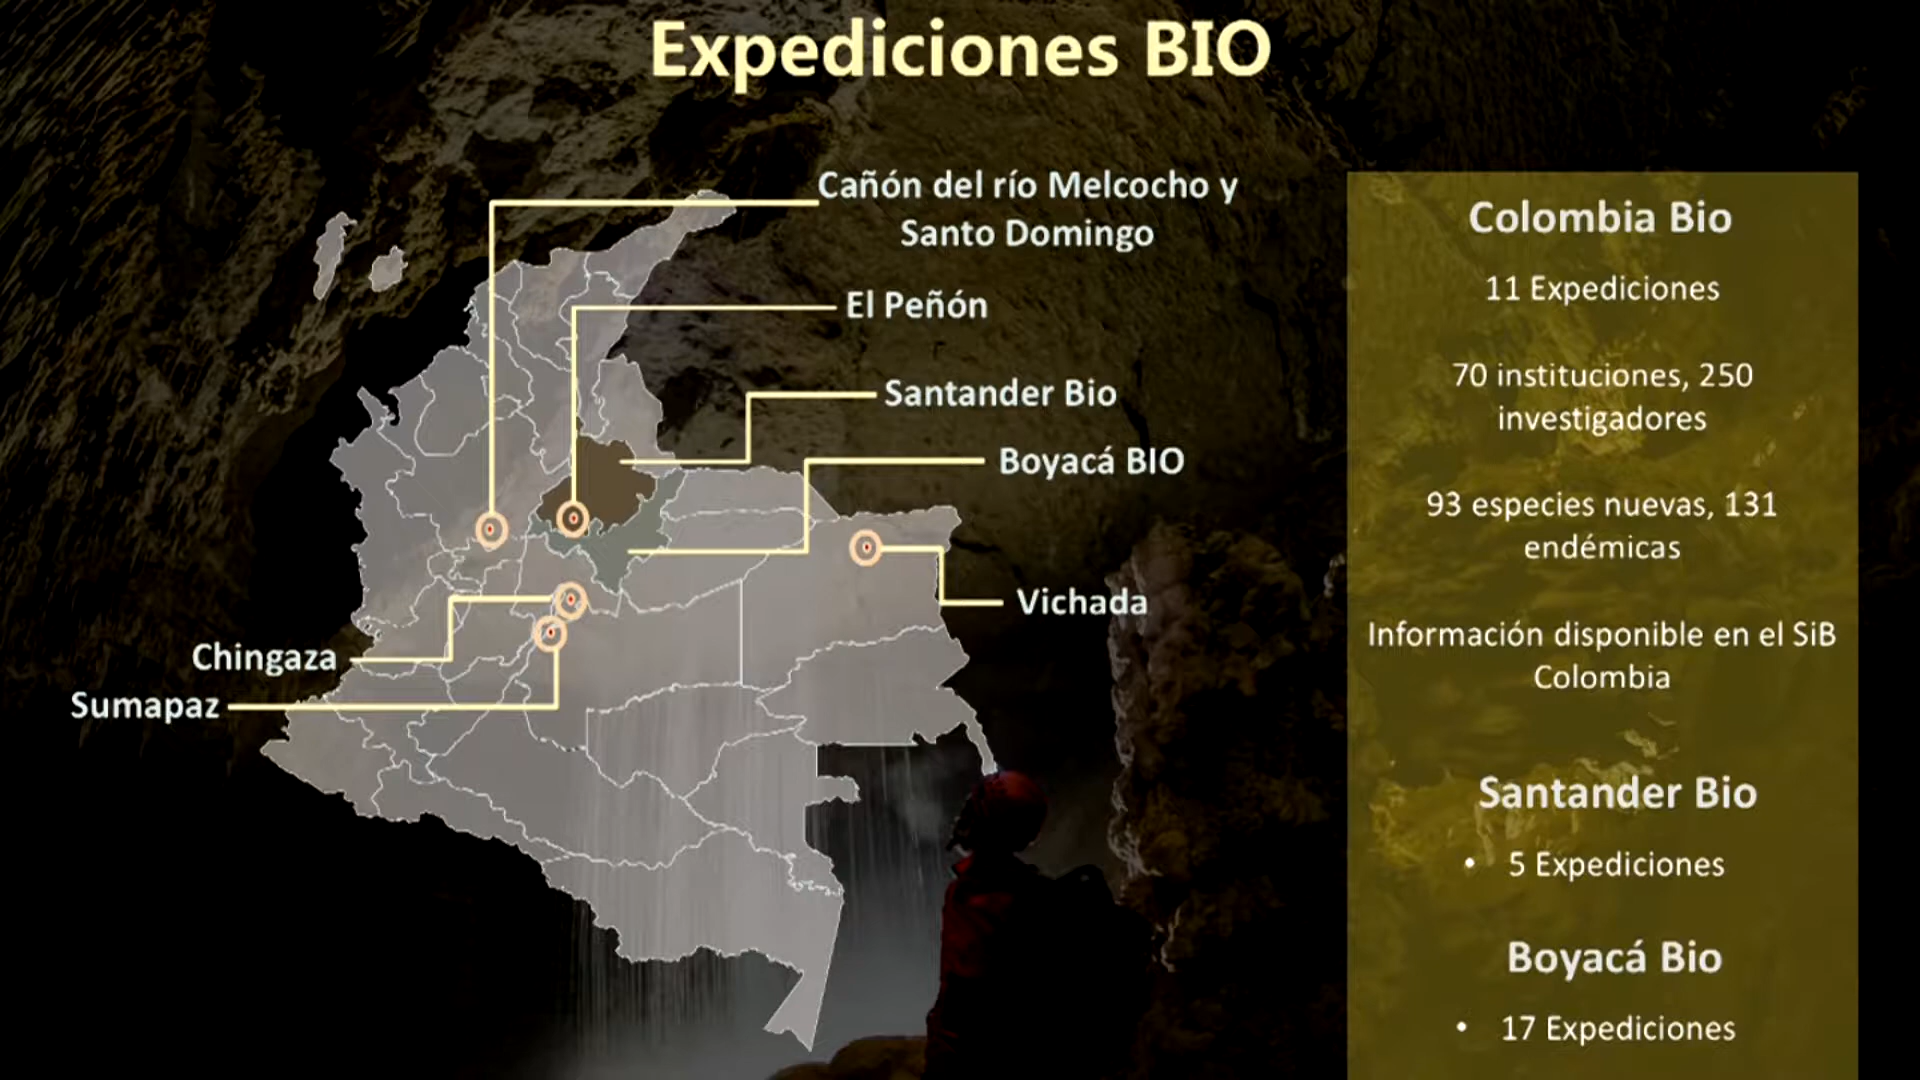 Expediciones BIO
Cañón del río Melcocho y
Santo Domingo
El Peñón
Santander Bio
Boyacá BIO
Vichada
Chingaza
Sumapaz
Colombia Bio
11 Expediciones
70 instituciones, 250
investigadores
93 especies nuevas, 131
endémicas
Información disponible en el SiB
Colombia
Santander Bio
• 5 Expediciones
Boyacá Bio
• 17 Expediciones